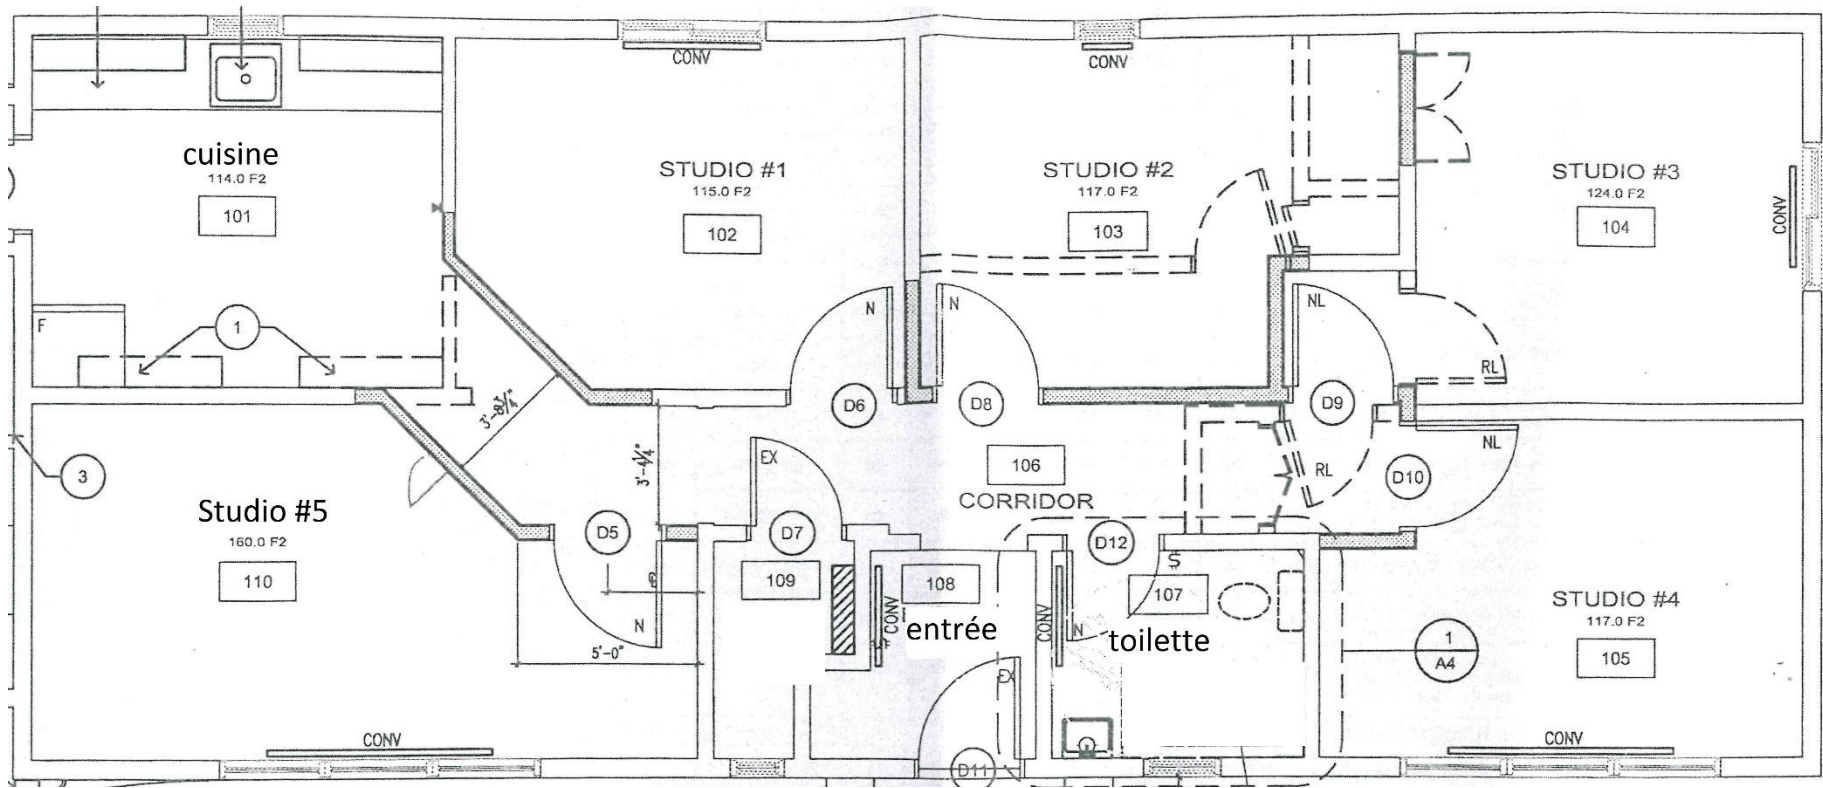 CONV
CONV
cuisine
114.0 F2
101
STUDIO #1
115.0 F2
102
STUDIO #2
117.0 F2
103
STUDIO #3
124.0 F2
104
CONV
F
1
N
N
NL
RL
3'-8¾"
D6
D8
D9
3'-4¼"
EX
106
CORRIDOR
RL
NL
D10
3
Studio #5
160.0 F2
110
D5
D7
D12
109
108
entrée
CONV
CONV
107
toilette
N
N
5'-0"
EX
1
A4
STUDIO #4
117.0 F2
105
CONV
CONV
D11